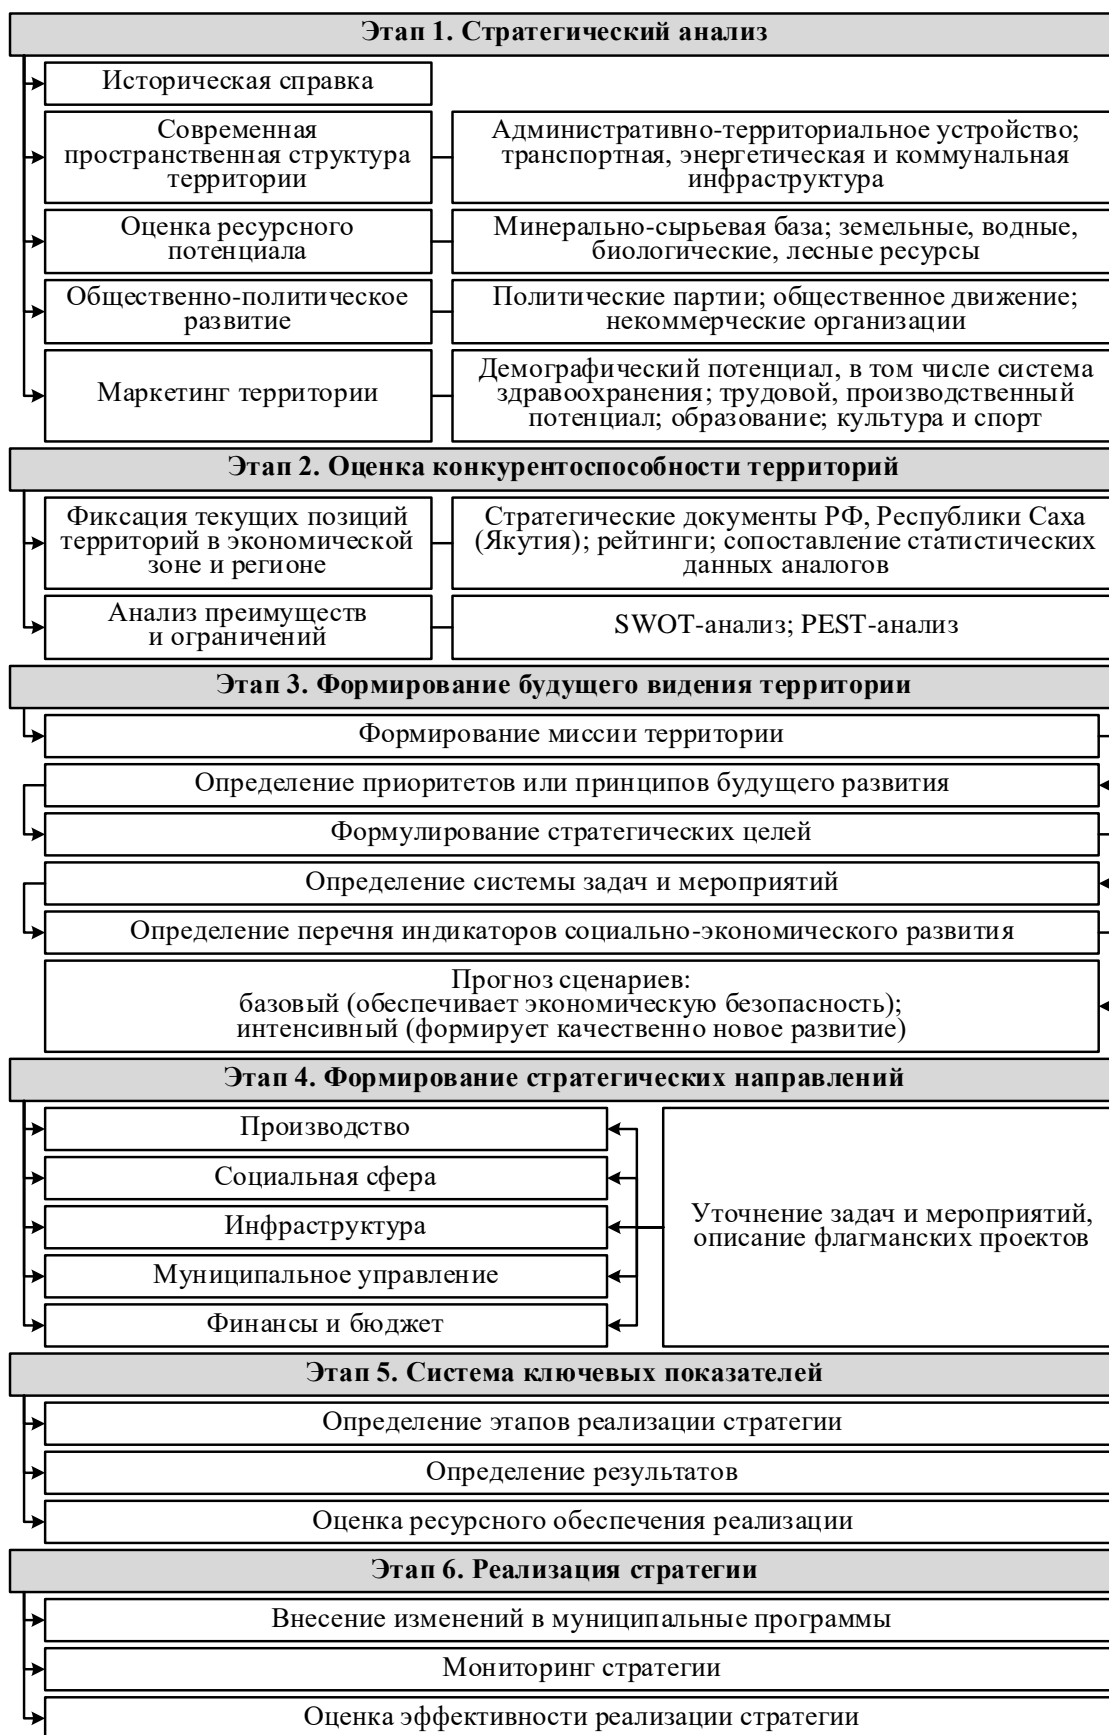 Этап 1. Стратегический анализ
Историческая справка
Современная
пространственная структура
территории
Административно-территориальное устройство;
транспортная, энергетическая и коммунальная
инфраструктура
Оценка ресурсного
потенциала
Минерально-сырьевая база; земельные, водные,
биологические, лесные ресурсы
Общественно-политическое
развитие
Политические партии; общественное движение;
некоммерческие организации
Маркетинг территории
Демографический потенциал, в том числе система
здравоохранения; трудовой, производственный
потенциал; образование; культура и спорт
Этап 2. Оценка конкурентоспособности территорий
Фиксация текущих позиций
территорий в экономической
зоне и регионе
Стратегические документы РФ, Республики Саха
(Якутия); рейтинги; сопоставление статистических
данных аналогов
Анализ преимуществ
и ограничений
SWOT-анализ; PEST-анализ
Этап 3. Формирование будущего видения территории
Формирование миссии территории
Определение приоритетов или принципов будущего развития
Формулирование стратегических целей
Определение системы задач и мероприятий
Определение перечня индикаторов социально-экономического развития
Прогноз сценариев:
базовый (обеспечивает экономическую безопасность);
интенсивный (формирует качественно новое развитие)
Этап 4. Формирование стратегических направлений
Производство
Социальная сфера
Инфраструктура
Муниципальное управление
Финансы и бюджет
Уточнение задач и мероприятий,
описание флагманских проектов
Этап 5. Система ключевых показателей
Определение этапов реализации стратегии
Определение результатов
Оценка ресурсного обеспечения реализации
Этап 6. Реализация стратегии
Внесение изменений в муниципальные программы
Мониторинг стратегии
Оценка эффективности реализации стратегии